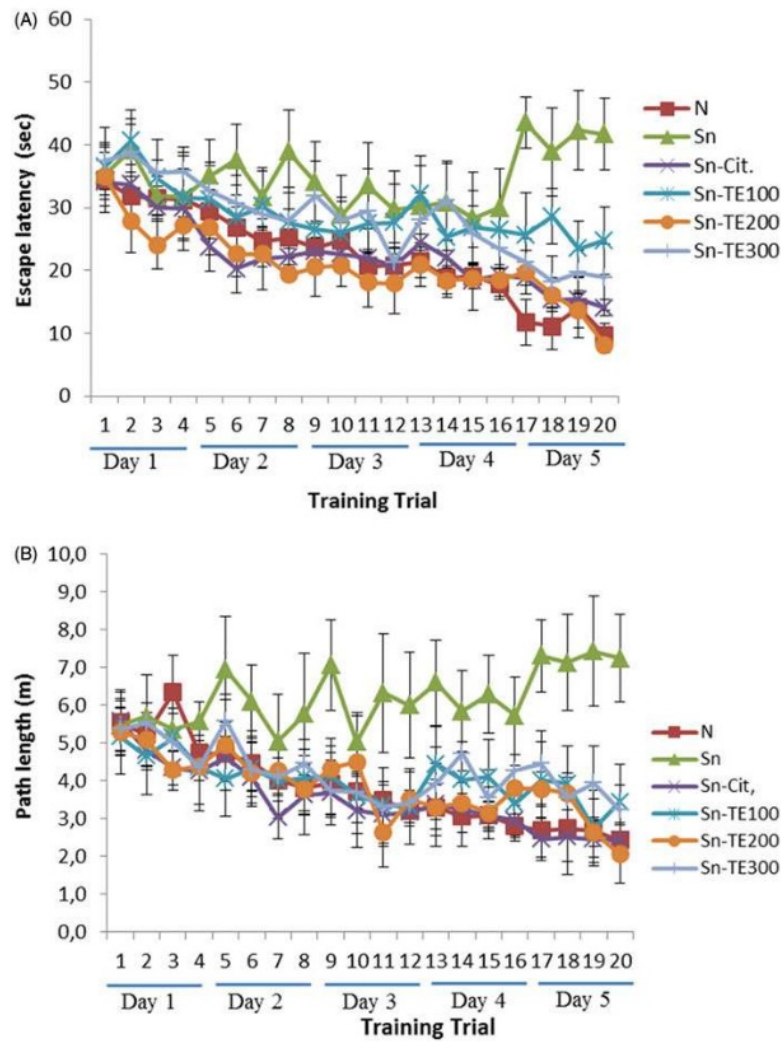 (A)
60
50
40
30
20
10
0
Escape latency (sec)
1 2 3 4 5 6 7 8 9 10 11 12 13 14 15 16 17 18 19 20
Day 1 Day 2 Day 3 Day 4 Day 5
Training Trial
N
Sn
Sn-Cit.
Sn-TE100
Sn-TE200
Sn-TE300
(B)
10,0
9,0
8,0
7,0
6,0
5,0
4,0
3,0
2,0
1,0
0,0
Path length (m)
1 2 3 4 5 6 7 8 9 10 11 12 13 14 15 16 17 18 19 20
Day 1 Day 2 Day 3 Day 4 Day 5
Training Trial
N
Sn
Sn-Cit,
Sn-TE100
Sn-TE200
Sn-TE300